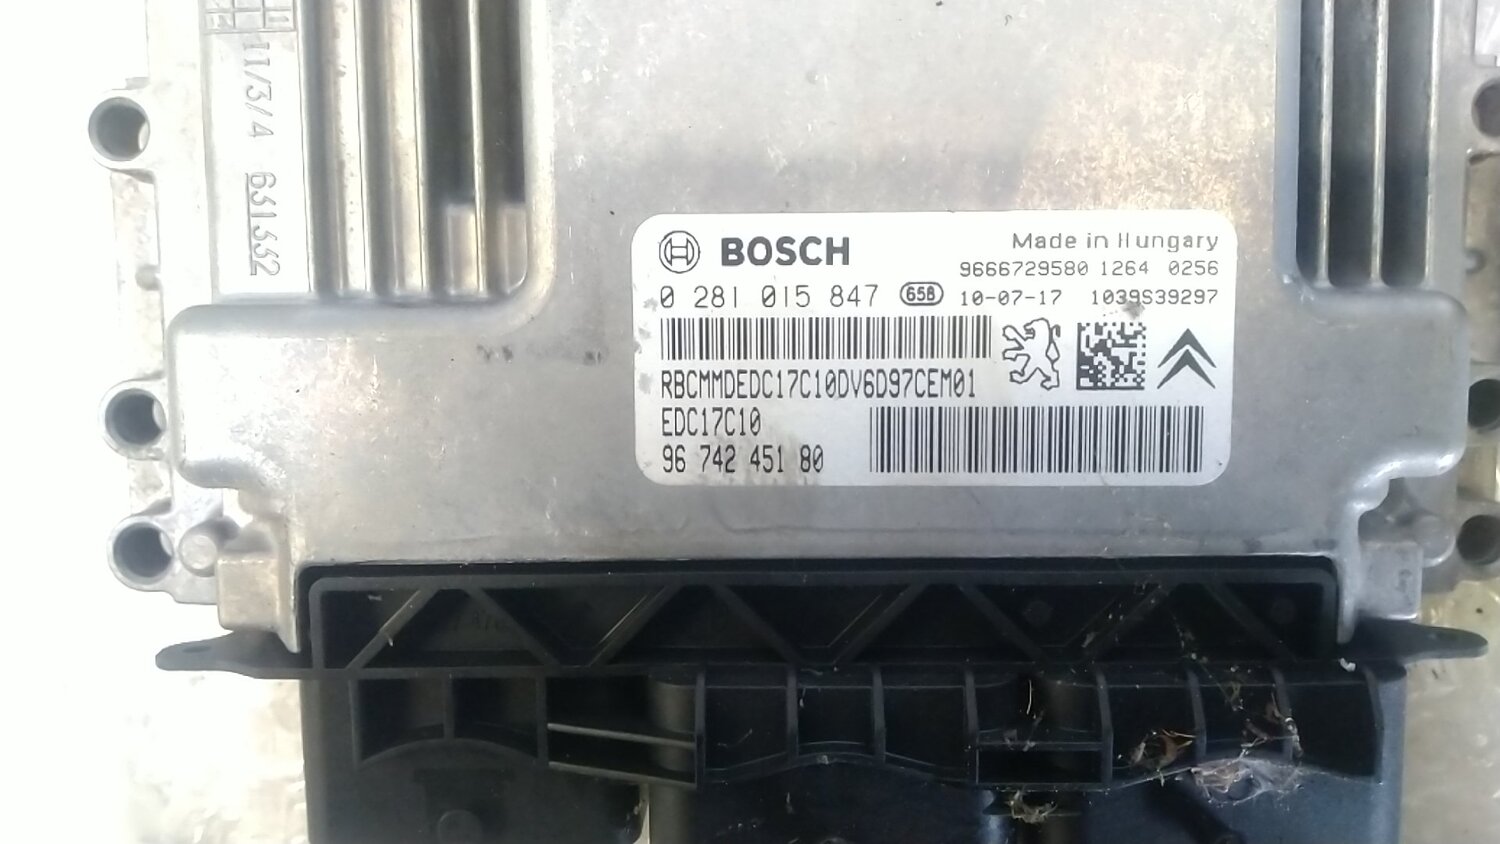 11/3/4 631332
BOSCH
Made in Hungary
9666729580 1264 0256
0 281 015 847 658 10-07-17 1039S39297
RBCMMDEDC17C10DV6D97CEM01
EDC17C10
96 742 451 80